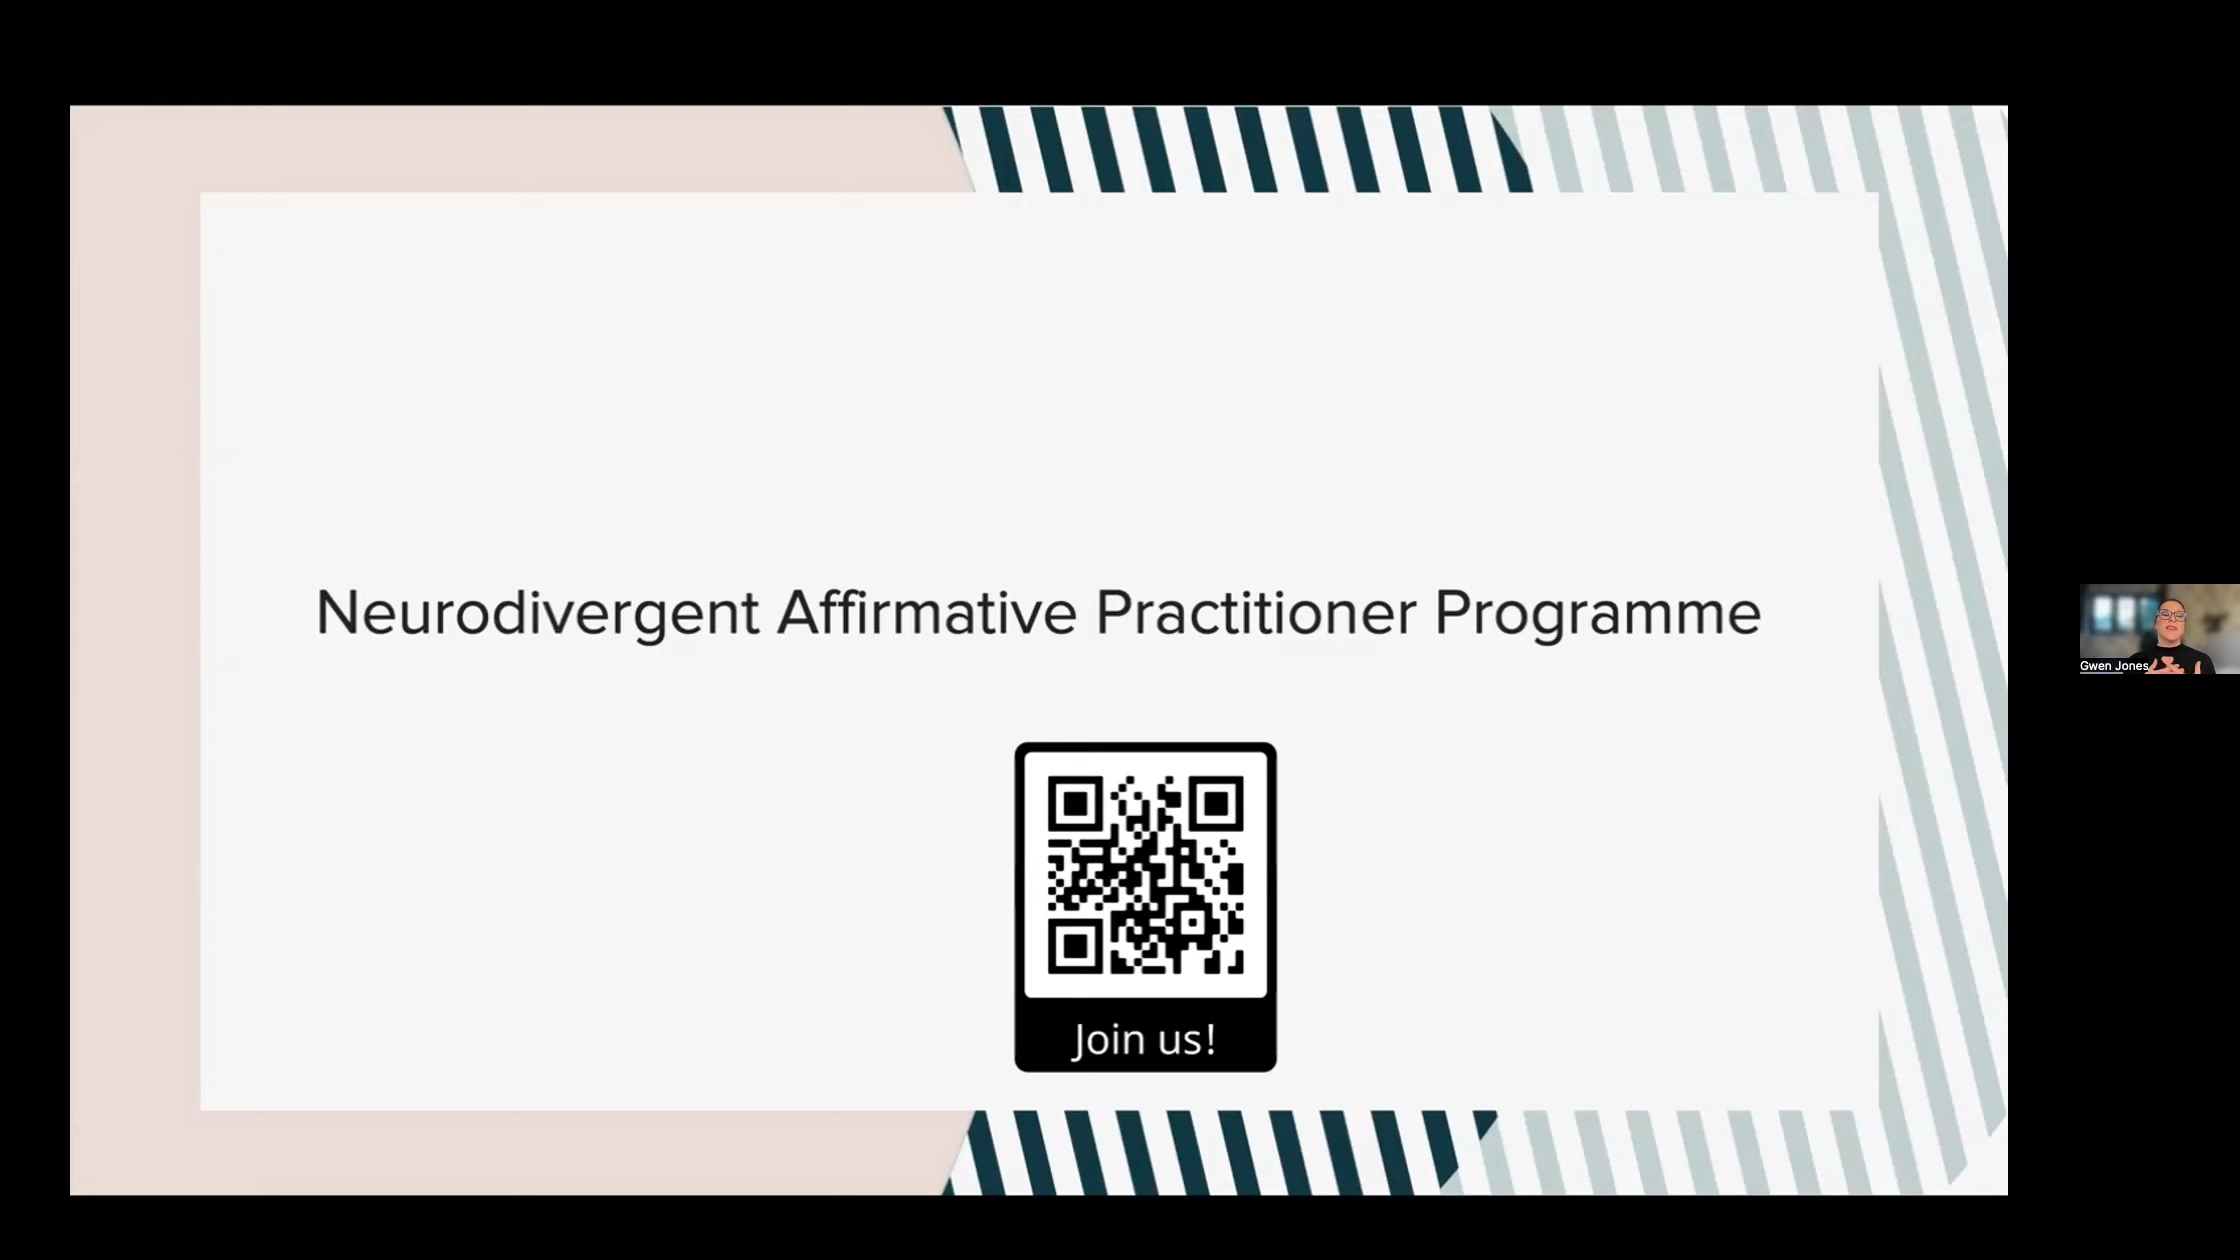 Neurodivergent Affirmative Practitioner Programme
Gwen Jones
Join us!